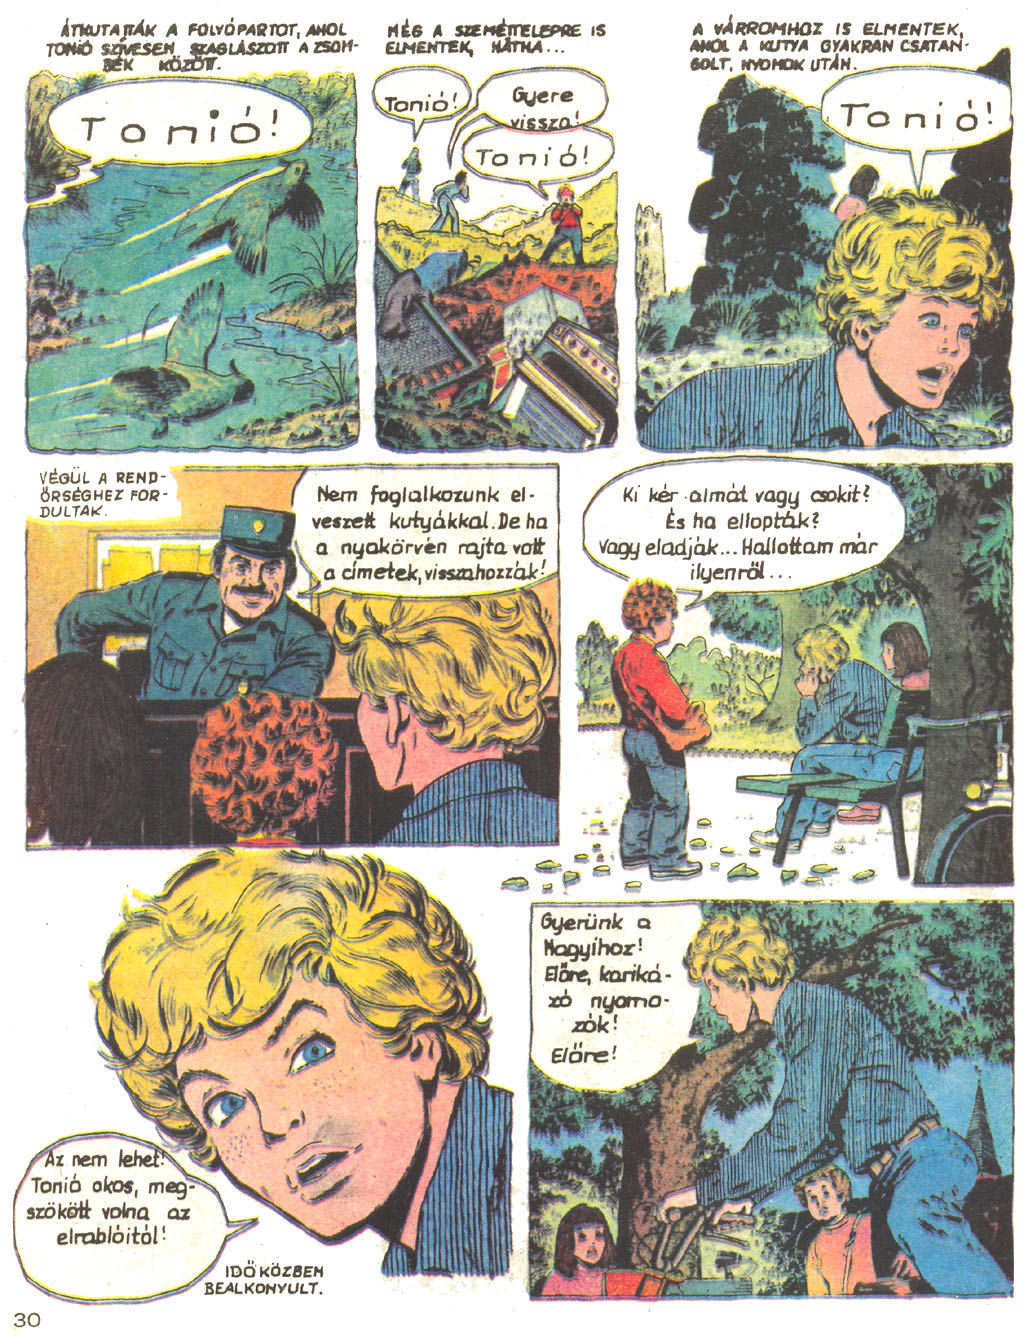 ÁTKUTATTÁK A FOLYÓPARTOT, AHOL
TONIÓ SZÍVESEN SZAGLÁSZOTT A ZSOM-
BÉK KÖZÖTT.
Tonió!
MÉG A SZEMÉTTELEPRE IS
ELMENTEK, HÁTHA...
Tonió!
Gyere
vissza!
Tonió!
A VÁRROMHOZ IS ELMENTEK,
AHOL A KUTYA GYAKRAN CSATAN-
GOLT, NYOMOK UTÁN.
Tonió!
VÉGÜL A REND-
ŐRSÉGHEZ FOR-
DULTAK.
Nem foglalkozunk el-
veszett kutyákkal. De ha
a nyakörvén rajta volt
a címetek, visszahozzák!
Ki kér almát vagy csokit?
És ha ellopták?
Vagy eladják... Hallottam már
ilyenről...
Az nem lehet!
Tonió okos, meg-
szökött volna az
elrablóitól!
IDŐKÖZBEN
BEALKONYULT.
Gyerünk a
Nagyihoz!
Előre, kariká-
zó nyomo-
zók!
Előre!
30